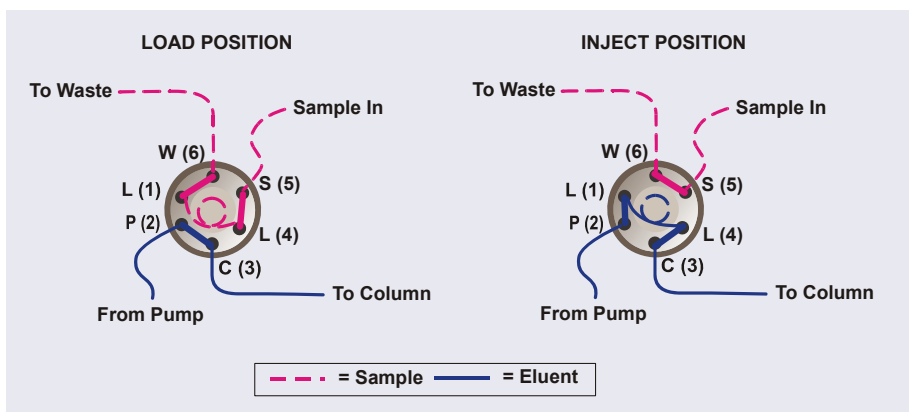 LOAD POSITION
To Waste
Sample In
W (6)
S (5)
L (1)
P (2)
L (4)
C (3)
To Column
From Pump
INJECT POSITION
To Waste
Sample In
W (6)
S (5)
L (1)
P (2)
L (4)
C (3)
To Column
From Pump
= Sample = Eluent